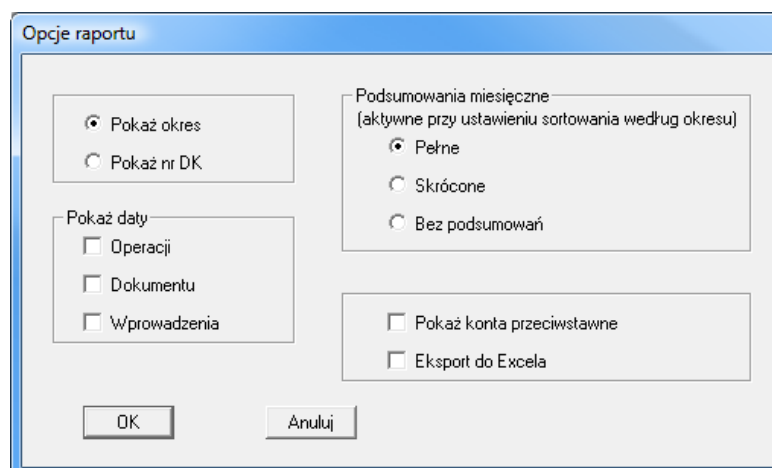 Opcje raportu
Pokaż okres
Pokaż nr DK
Pokaż daty
Operacji
Dokumentu
Wprowadzenia
Podsumowania miesięczne
(aktywne przy ustawieniu sortowania według okresu)
Pełne
Skrócone
Bez podsumowań
Pokaż konta przeciwstawne
Eksport do Excela
OK
Anuluj